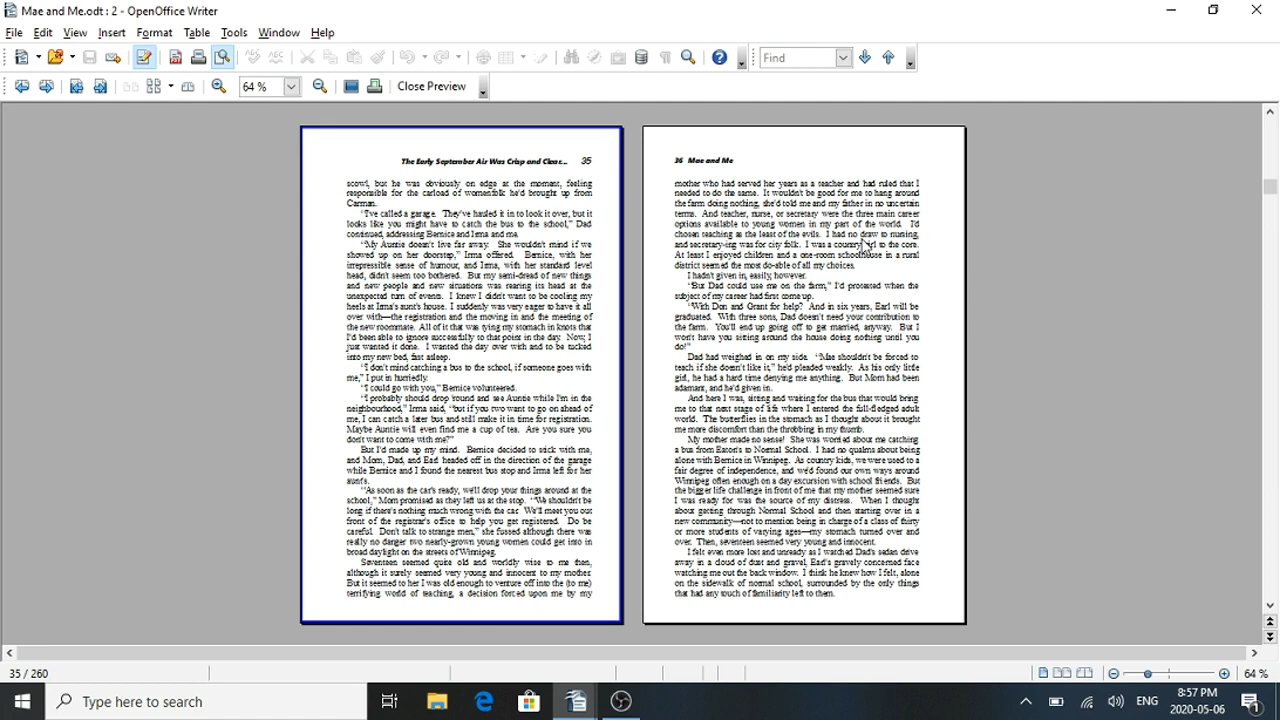 Mae and Me.odt : 2 - OpenOffice Writer
File Edit View Insert Format Table Tools Window Help
Find
64 % Close Preview
The Early September Air Was Crisp and Clear... 35
scowl, but he was obviously on edge at the moment, feeling
responsible for the carload of womenfolk he'd brought up from
Carman.
"I've called a garage. They've hauled it in to look it over, but it
looks like you might have to catch the bus to the school," Dad
continued, addressing Bernice and Irma and me.
"My Auntie doesn't live far away. She wouldn't mind if we
showed up on her doorstep," Irma offered. Bernice, with her
irrepressible sense of humour, and Irma, with her standard level
head, didn't seem too bothered. But my semi-dread of new things
and new people and new situations was rearing its head at the
unexpected turn of events. I knew I didn't want to be cooling my
heels at Irma's aunt's house. I suddenly was very eager to have it all
over with—the registration and the moving in and the meeting of
the new roommate. All of it that was tying my stomach in knots that
I'd been able to ignore successfully to that point in the day. Now, I
just wanted it done. I wanted the day over with and to be tucked
into my new bed, fast asleep.
"I don't mind catching a bus to the school, if someone goes with
me," I put in hurriedly.
"I could go with you," Bernice volunteered.
"I probably should drop 'round and see Auntie while I'm in the
neighbourhood," Irma said, "but if you two want to go on ahead of
me, I can catch a later bus and still make it in time for registration.
Maybe Auntie will even find me a cup of tea. Are you sure you
don't want to come with me?"
But I'd made up my mind. Bernice decided to stick with me,
and Mom, Dad, and Earl headed off in the direction of the garage
while Bernice and I found the nearest bus stop and Irma left for her
aunt's.
"As soon as the car's ready, we'll drop your things around at the
school," Mom promised as they left us at the stop. "We shouldn't be
long if there's nothing much wrong with the car. We'll meet you out
front of the registrar's office to help you get registered. Do be
careful. Don't talk to strange men," she fussed although there was
really no danger two nearly-grown young women could get into in
broad daylight on the streets of Winnipeg.
Seventeen seemed quite old and worldly wise to me then,
although it surely seemed very young and innocent to my mother.
But it seemed to her I was old enough to venture off into the (to me)
terrifying world of teaching, a decision forced upon me by my
36 Mae and Me
mother who had served her years as a teacher and had ruled that I
needed to do the same. It wouldn't be good for me to hang around
the farm doing nothing, she'd told me and my father in no uncertain
terms. And teacher, nurse, or secretary were the three main career
options available to young women in my part of the world. I'd
chosen teaching as the least of the evils. I had no draw to nursing,
and secretary-ing was for city folk. I was a country girl to the core.
At least I enjoyed children and a one-room schoolhouse in a rural
district seemed the most do-able of all my choices.
I hadn't given in, easily, however.
"But Dad could use me on the farm," I'd protested when the
subject of my career had first come up.
"With Don and Grant for help? And in six years, Earl will be
graduated. With three sons, Dad doesn't need your contribution to
the farm. You'll end up going off to get married, anyway. But I
won't have you sitting around the house doing nothing until you
do!"
Dad had weighed in on my side. "Mae shouldn't be forced to
teach if she doesn't like it," he'd pleaded weakly. As his only little
girl, he had a hard time denying me anything. But Mom had been
adamant, and he'd given in.
And here I was, sitting and waiting for the bus that would bring
me to that next stage of life where I entered the full-fledged adult
world. The butterflies in the stomach as I thought about it brought
me more discomfort than the throbbing in my thumb.
My mother made no sense! She was worried about me catching
a bus from Eaton's to Normal School. I had no qualms about being
alone with Bernice in Winnipeg. As country kids, we were used to a
fair degree of independence, and we'd found our own ways around
Winnipeg often enough on a day excursion with school friends. But
the bigger life challenge in front of me that my mother seemed sure
I was ready for was the source of my distress. When I thought
about getting through Normal School and then starting over in a
new community—not to mention being in charge of a class of thirty
or more students of varying ages—my stomach turned over and
over. Then, seventeen seemed very young and innocent.
I felt even more lost and unready as I watched Dad's sedan drive
away in a cloud of dust and gravel, Earl's gravely concerned face
watching me out the back window. I think he knew how I felt, alone
on the sidewalk of normal school, surrounded by the only things
that had any touch of familiarity left to them.
35 / 260 64 %
Type here to search
ENG
8:57 PM
2020-05-06
1